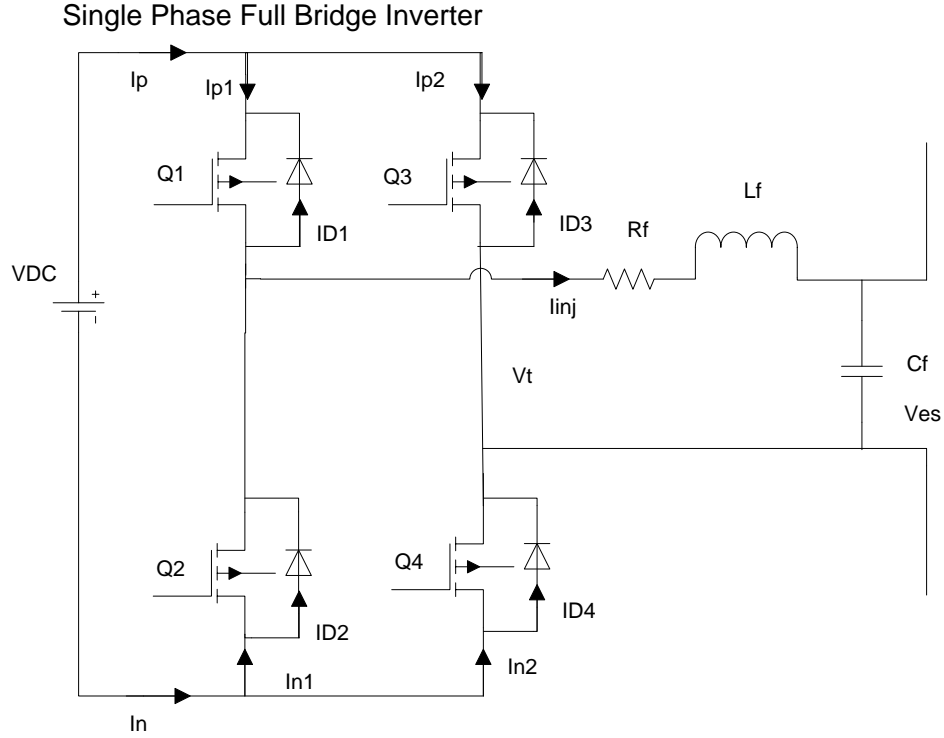 Single Phase Full Bridge Inverter
Ip
Ip1
Ip2
Q1
Q3
ID1
ID3
Rf
Lf
VDC
+
-
Iinj
Vt
Cf
Ves
Q2
Q4
ID2
ID4
In1
In2
In